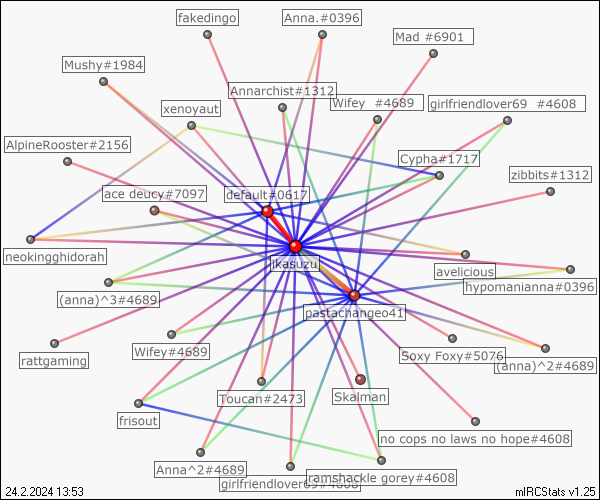 fakedingo
Anna.#0396
Mad #6901
Mushy#1984
Annarchist#1312
Wifey #4689
girlfriendlover69 #4608
xenoyaut
AlpineRooster#2156
Cypha#1717
zibbits#1312
ace deucy#7097
default#0617
neokingghidorah
ikasuzu
avelicious
hypomanianna#0396
(anna)^3#4689
pastachangeo41
rattgaming
Wifey#4689
Soxy Foxy#5076
(anna)^2#4689
Toucan#2473
Skalman
frisout
no cops no laws no hope#4608
Anna^2#4689
girlfriendlover69#4608
ramshackle gorey#4608
24.2.2024 13:53
mIRCStats v1.25